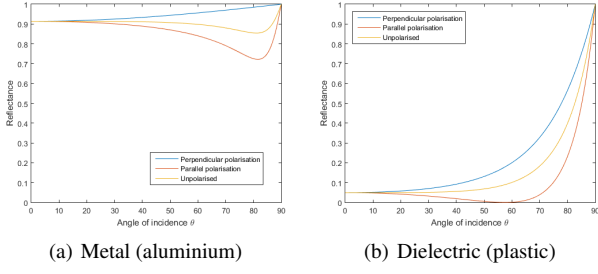 1
0.9
0.8
0.7
0.6
0.5
0.4
0.3
0.2
0.1
0
Reflectance
Perpendicular polarisation
Parallel polarisation
Unpolarised
0 10 20 30 40 50 60 70 80 90
Angle of incidence θ
(a) Metal (aluminium)
1
0.9
0.8
0.7
0.6
0.5
0.4
0.3
0.2
0.1
0
Reflectance
Perpendicular polarisation
Parallel polarisation
Unpolarised
0 10 20 30 40 50 60 70 80 90
Angle of incidence θ
(b) Dielectric (plastic)